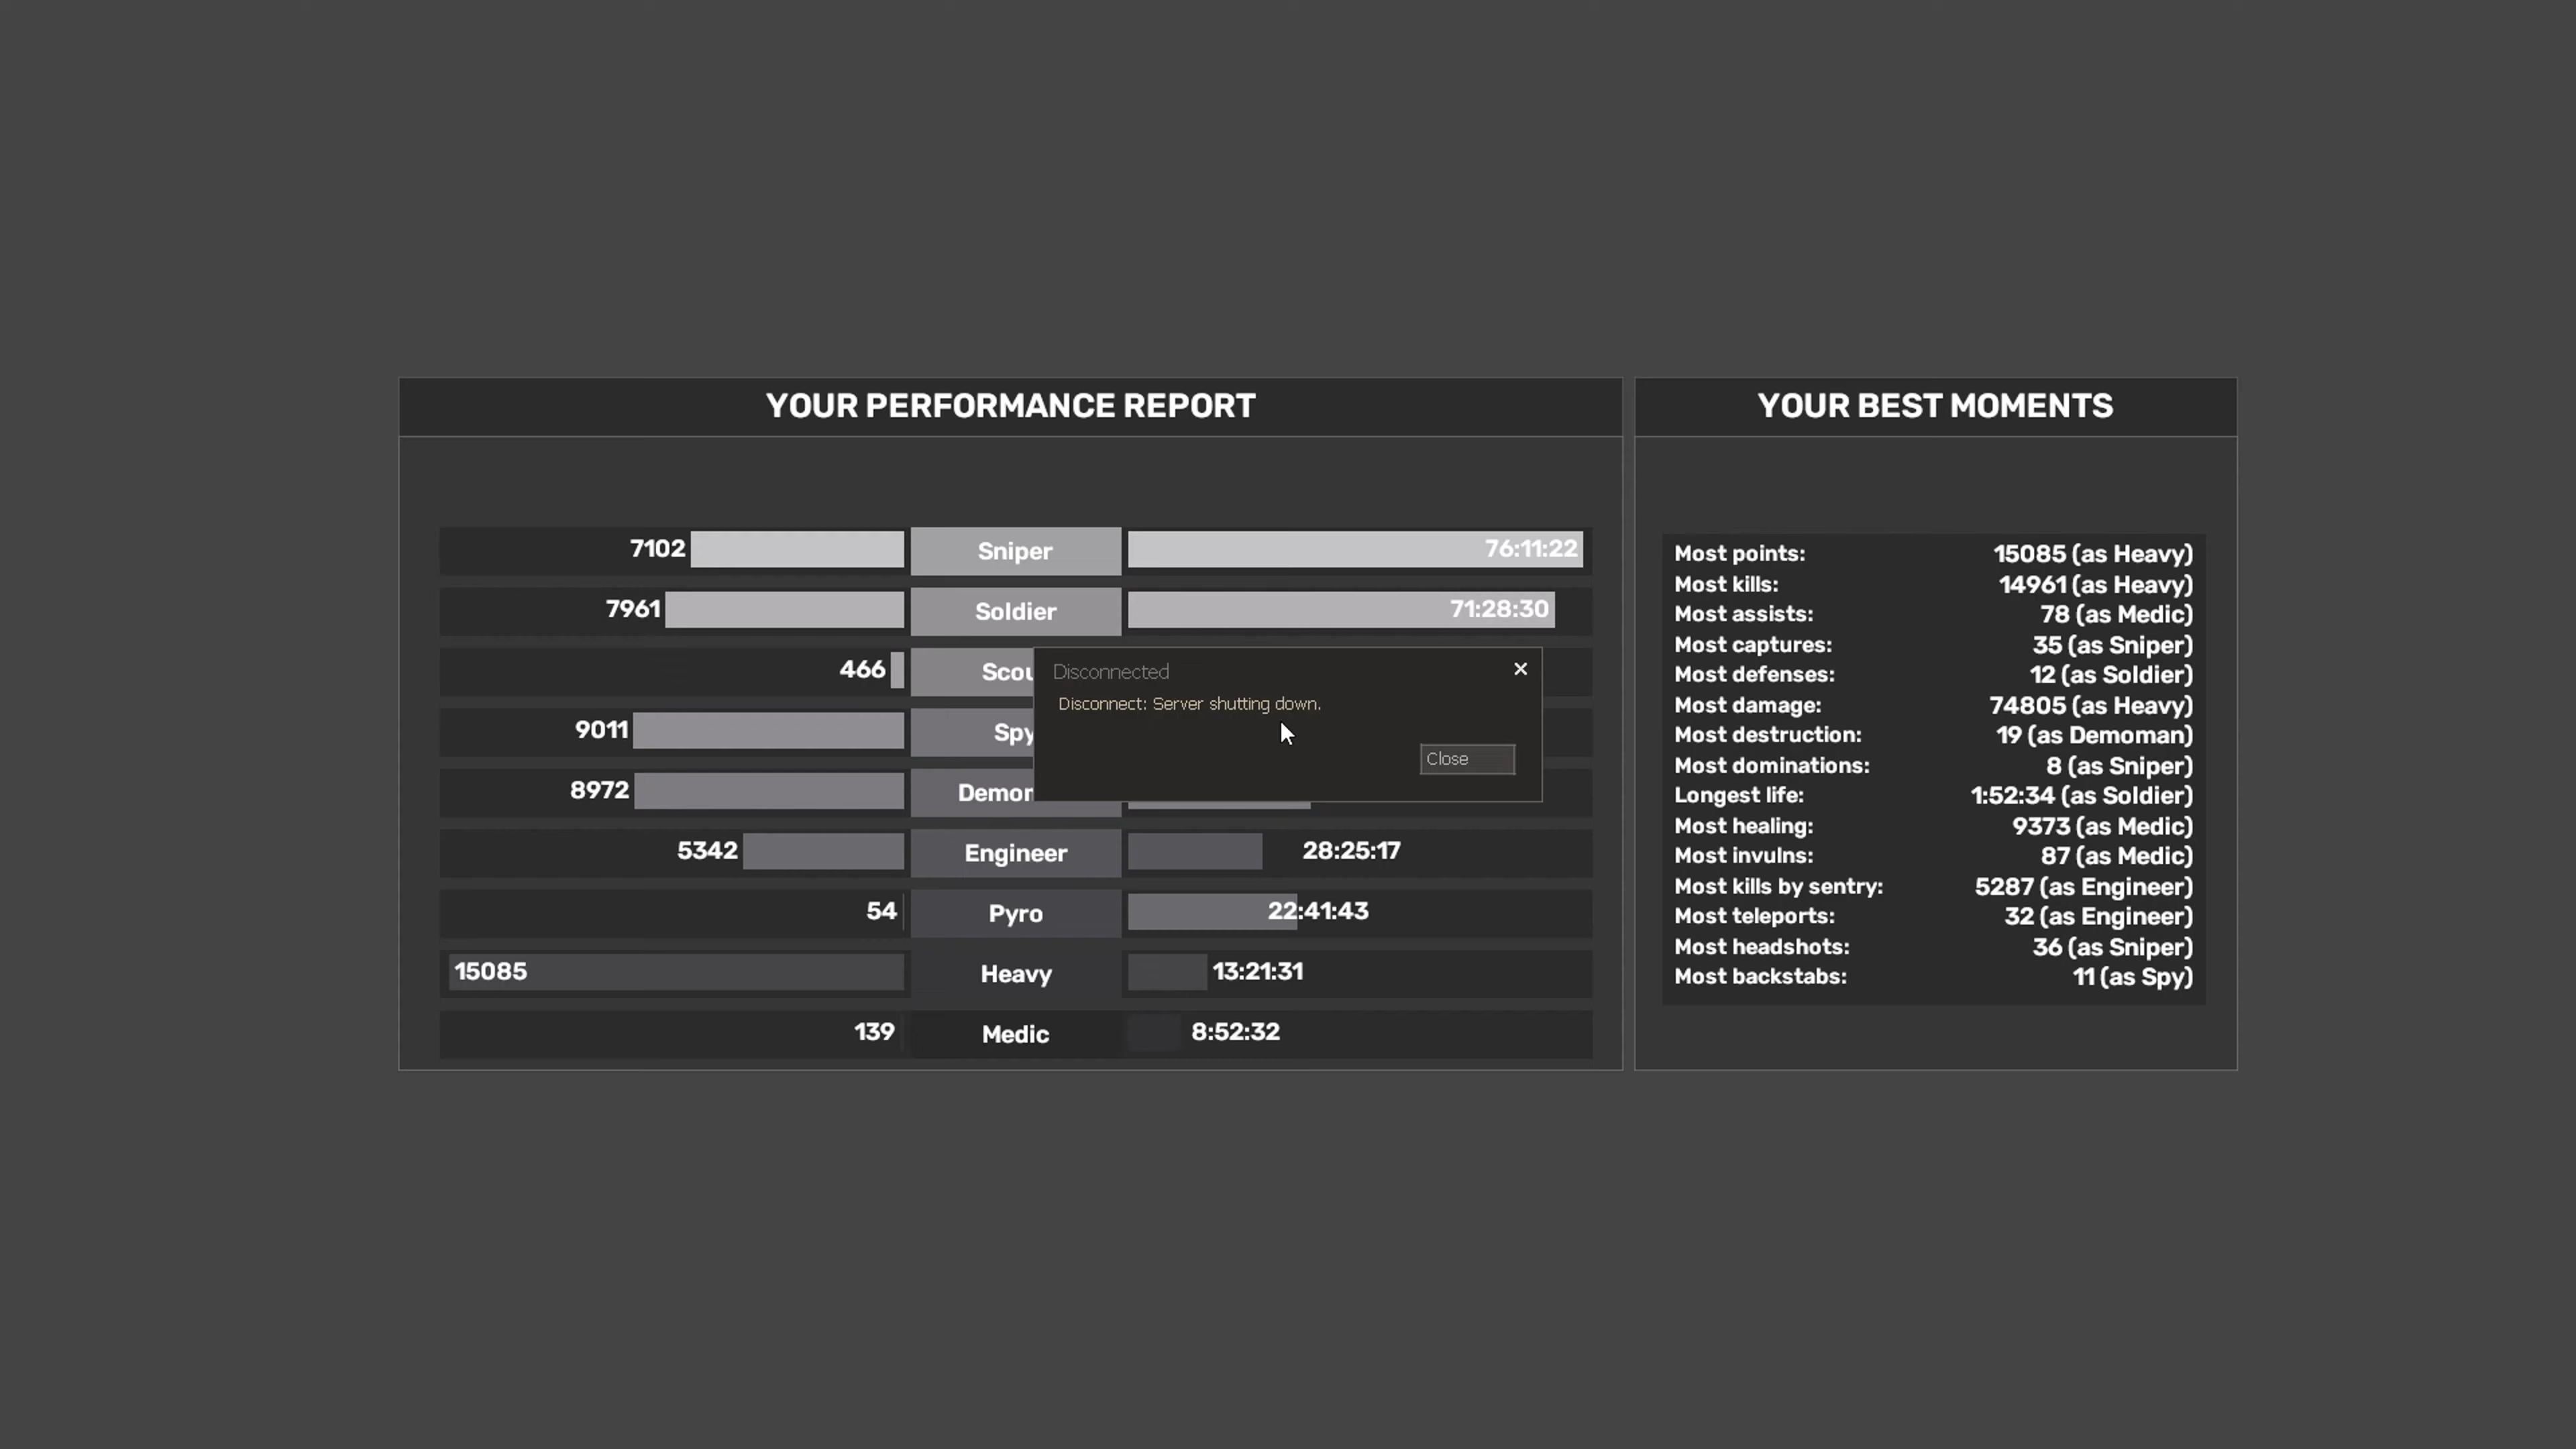 YOUR PERFORMANCE REPORT
7102 Sniper 76:11:22
7961 Soldier 71:28:30
466 Scou
9011 Spy
8972 Demon
5342 Engineer 28:25:17
54 Pyro 22:41:43
15085 Heavy 13:21:31
139 Medic 8:52:32
Disconnected
Disconnect: Server shutting down.
Close
YOUR BEST MOMENTS
Most points: 15085 (as Heavy)
Most kills: 14961 (as Heavy)
Most assists: 78 (as Medic)
Most captures: 35 (as Sniper)
Most defenses: 12 (as Soldier)
Most damage: 74805 (as Heavy)
Most destruction: 19 (as Demoman)
Most dominations: 8 (as Sniper)
Longest life: 1:52:34 (as Soldier)
Most healing: 9373 (as Medic)
Most invulns: 87 (as Medic)
Most kills by sentry: 5287 (as Engineer)
Most teleports: 32 (as Engineer)
Most headshots: 36 (as Sniper)
Most backstabs: 11 (as Spy)